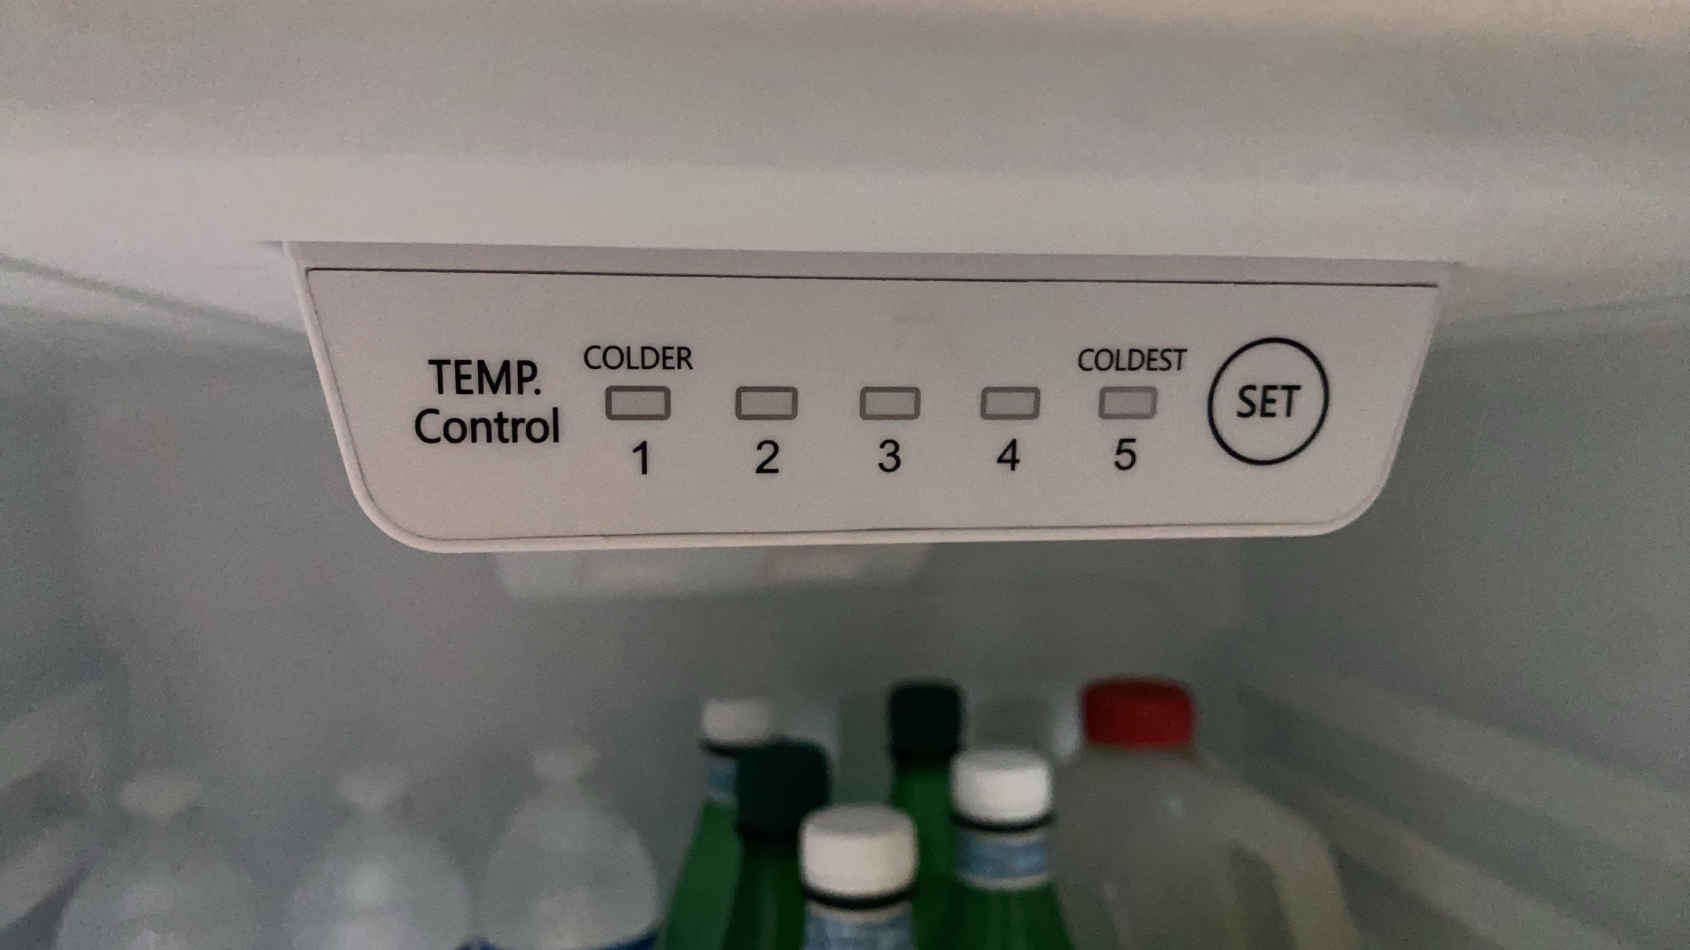 TEMP.
Control
COLDER
COLDEST
1 2 3 4 5
SET